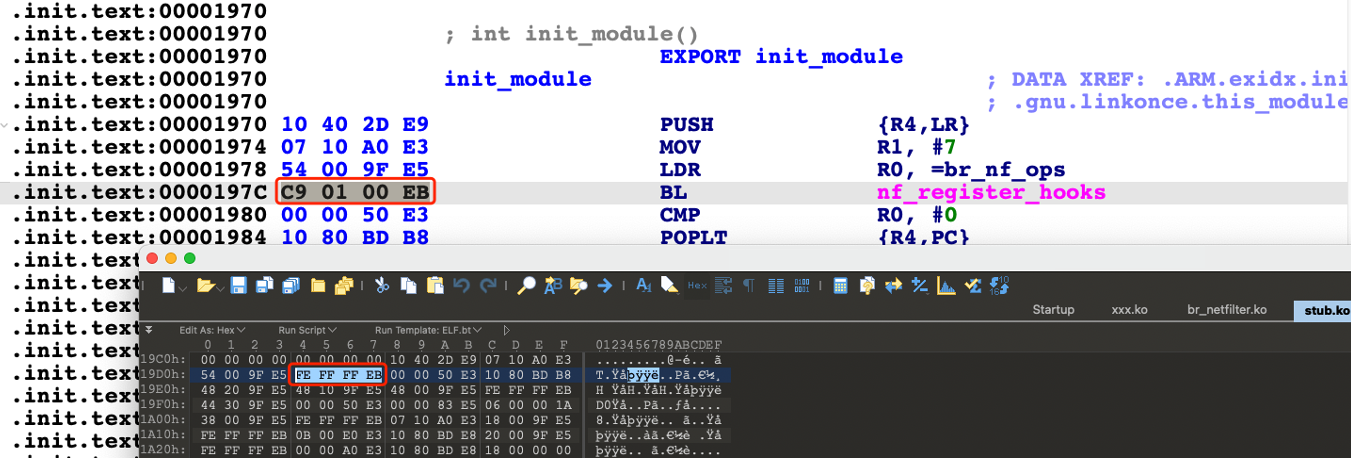 .init.text:00001970
.init.text:00001970 ; int init_module()
.init.text:00001970 EXPORT init_module
.init.text:00001970 init_module ; DATA XREF: .ARM.exidx.ini
.init.text:00001970 ; .gnu.linkonce.this_module
.init.text:00001970 10 40 2D E9 PUSH {R4,LR}
.init.text:00001974 07 10 A0 E3 MOV R1, #7
.init.text:00001978 54 00 9F E5 LDR R0, =br_nf_ops
.init.text:0000197C C9 01 00 EB BL nf_register_hooks
.init.text:00001980 00 00 50 E3 CMP R0, #0
.init.text:00001984 10 80 BD B8 POPLT {R4,PC}
.init.text:000
.init.text:000
.init.text:000
.init.text:000
.init.text:000
.init.text:000
.init.text:000
.init.text:000
.init.text:000
Startup xxx.ko br_netfilter.ko stub.ko
Edit As: Hex Run Script Run Template: ELF.bt
0 1 2 3 4 5 6 7 8 9 A B C D E F 0123456789ABCDEF
19C0h: 00 00 00 00 00 00 00 00 10 40 2D E9 07 10 A0 E3 .........@-é.. ã
19D0h: 54 00 9F E5 FE FF FF EB 00 00 50 E3 10 80 BD B8 T.Ÿåþÿÿë..Pã.€½¸
19E0h: 48 20 9F E5 48 10 9F E5 48 00 9F E5 FE FF FF EB H ŸåH.ŸåH.Ÿåþÿÿë
19F0h: 44 30 9F E5 00 00 50 E3 00 00 83 E5 06 00 00 1A D0Ÿå..Pã..ƒå....
1A00h: 38 00 9F E5 FE FF FF EB 07 10 A0 E3 18 00 9F E5 8.Ÿåþÿÿë.. ã..Ÿå
1A10h: FE FF FF EB 0B 00 E0 E3 10 80 BD E8 20 00 9F E5 þÿÿë..àã.€½è .Ÿå
1A20h: FE FF FF EB 00 00 A0 E3 10 80 BD E8 18 00 00 00 þÿÿë.. ã.€½è....